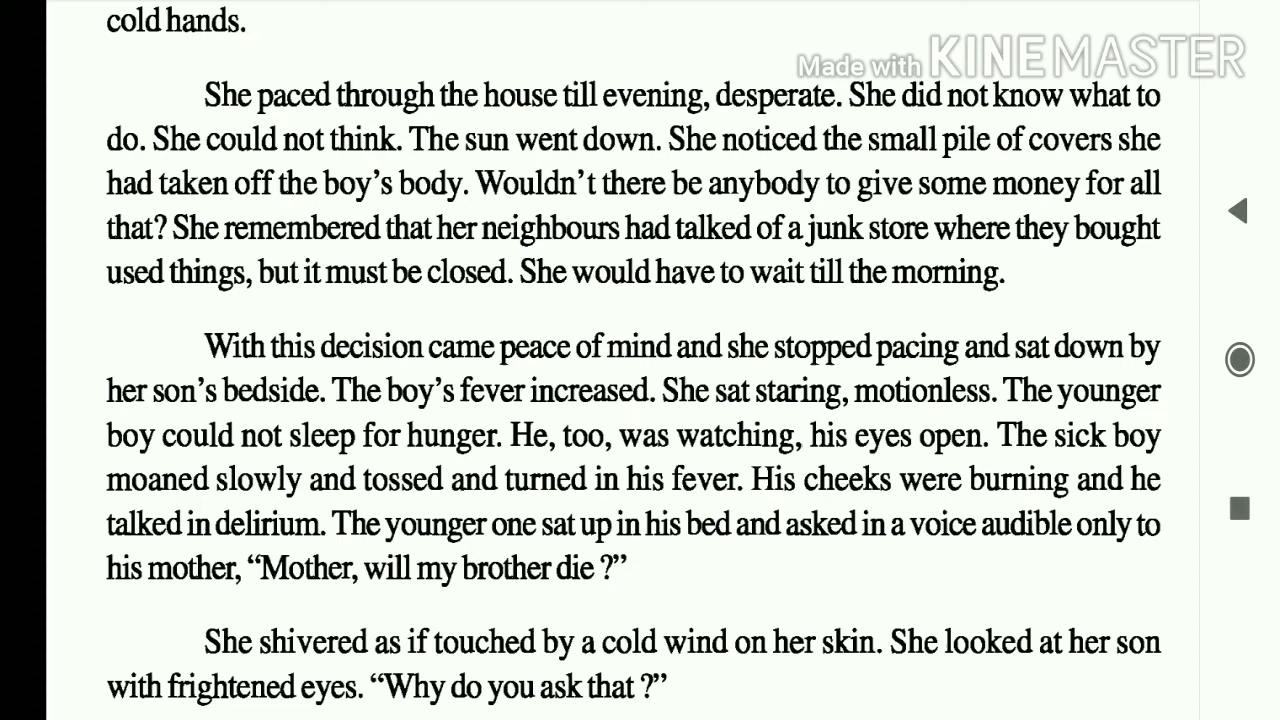 cold hands.
Made with KINEMASTER
She paced through the house till evening, desperate. She did not know what to
do. She could not think. The sun went down. She noticed the small pile of covers she
had taken off the boy’s body. Wouldn’t there be anybody to give some money for all
that? She remembered that her neighbours had talked of a junk store where they bought
used things, but it must be closed. She would have to wait till the morning.
With this decision came peace of mind and she stopped pacing and sat down by
her son’s bedside. The boy’s fever increased. She sat staring, motionless. The younger
boy could not sleep for hunger. He, too, was watching, his eyes open. The sick boy
moaned slowly and tossed and turned in his fever. His cheeks were burning and he
talked in delirium. The younger one sat up in his bed and asked in a voice audible only to
his mother, “Mother, will my brother die ?”
She shivered as if touched by a cold wind on her skin. She looked at her son
with frightened eyes. “Why do you ask that ?”